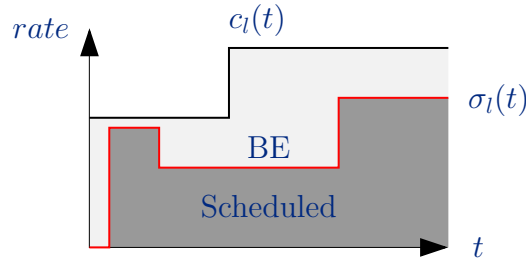 c_l(t)
rate
σ_l(t)
BE
Scheduled
t